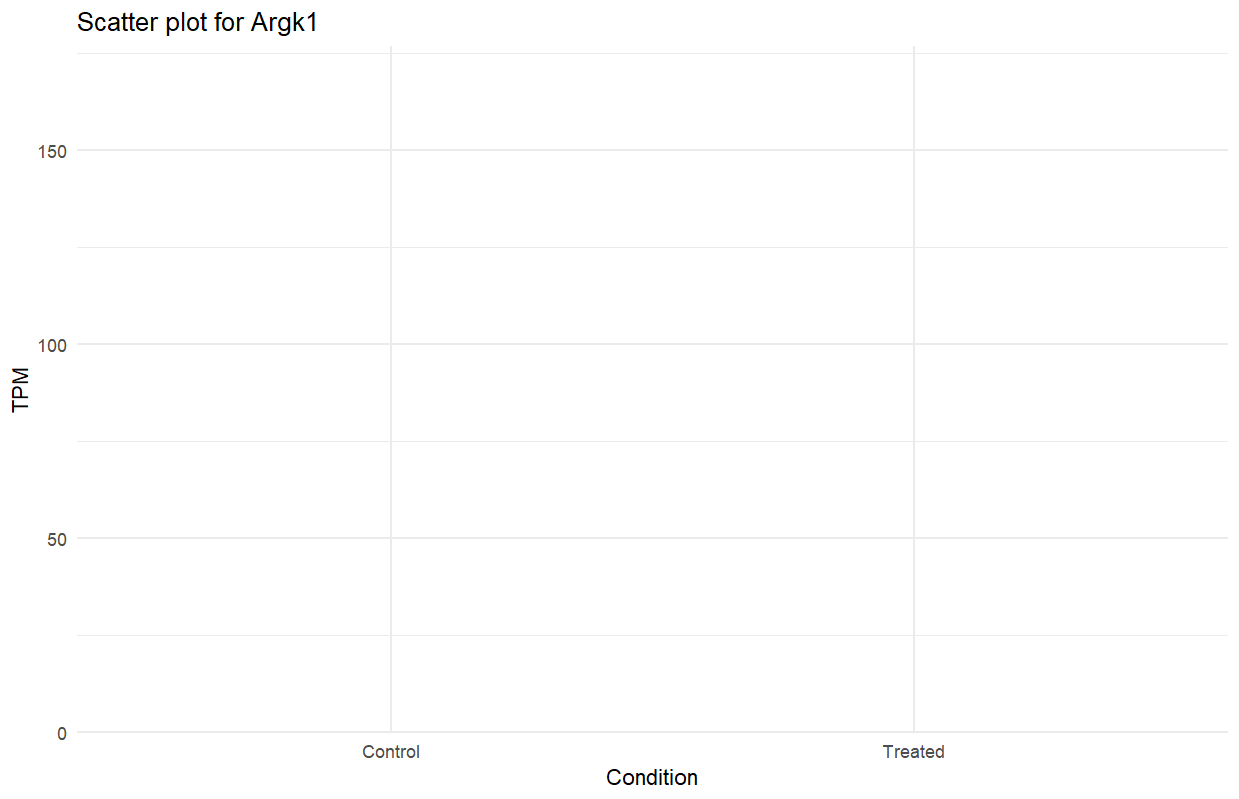 Scatter plot for Argk1
150
100
50
0
TPM
Control
Treated
Condition